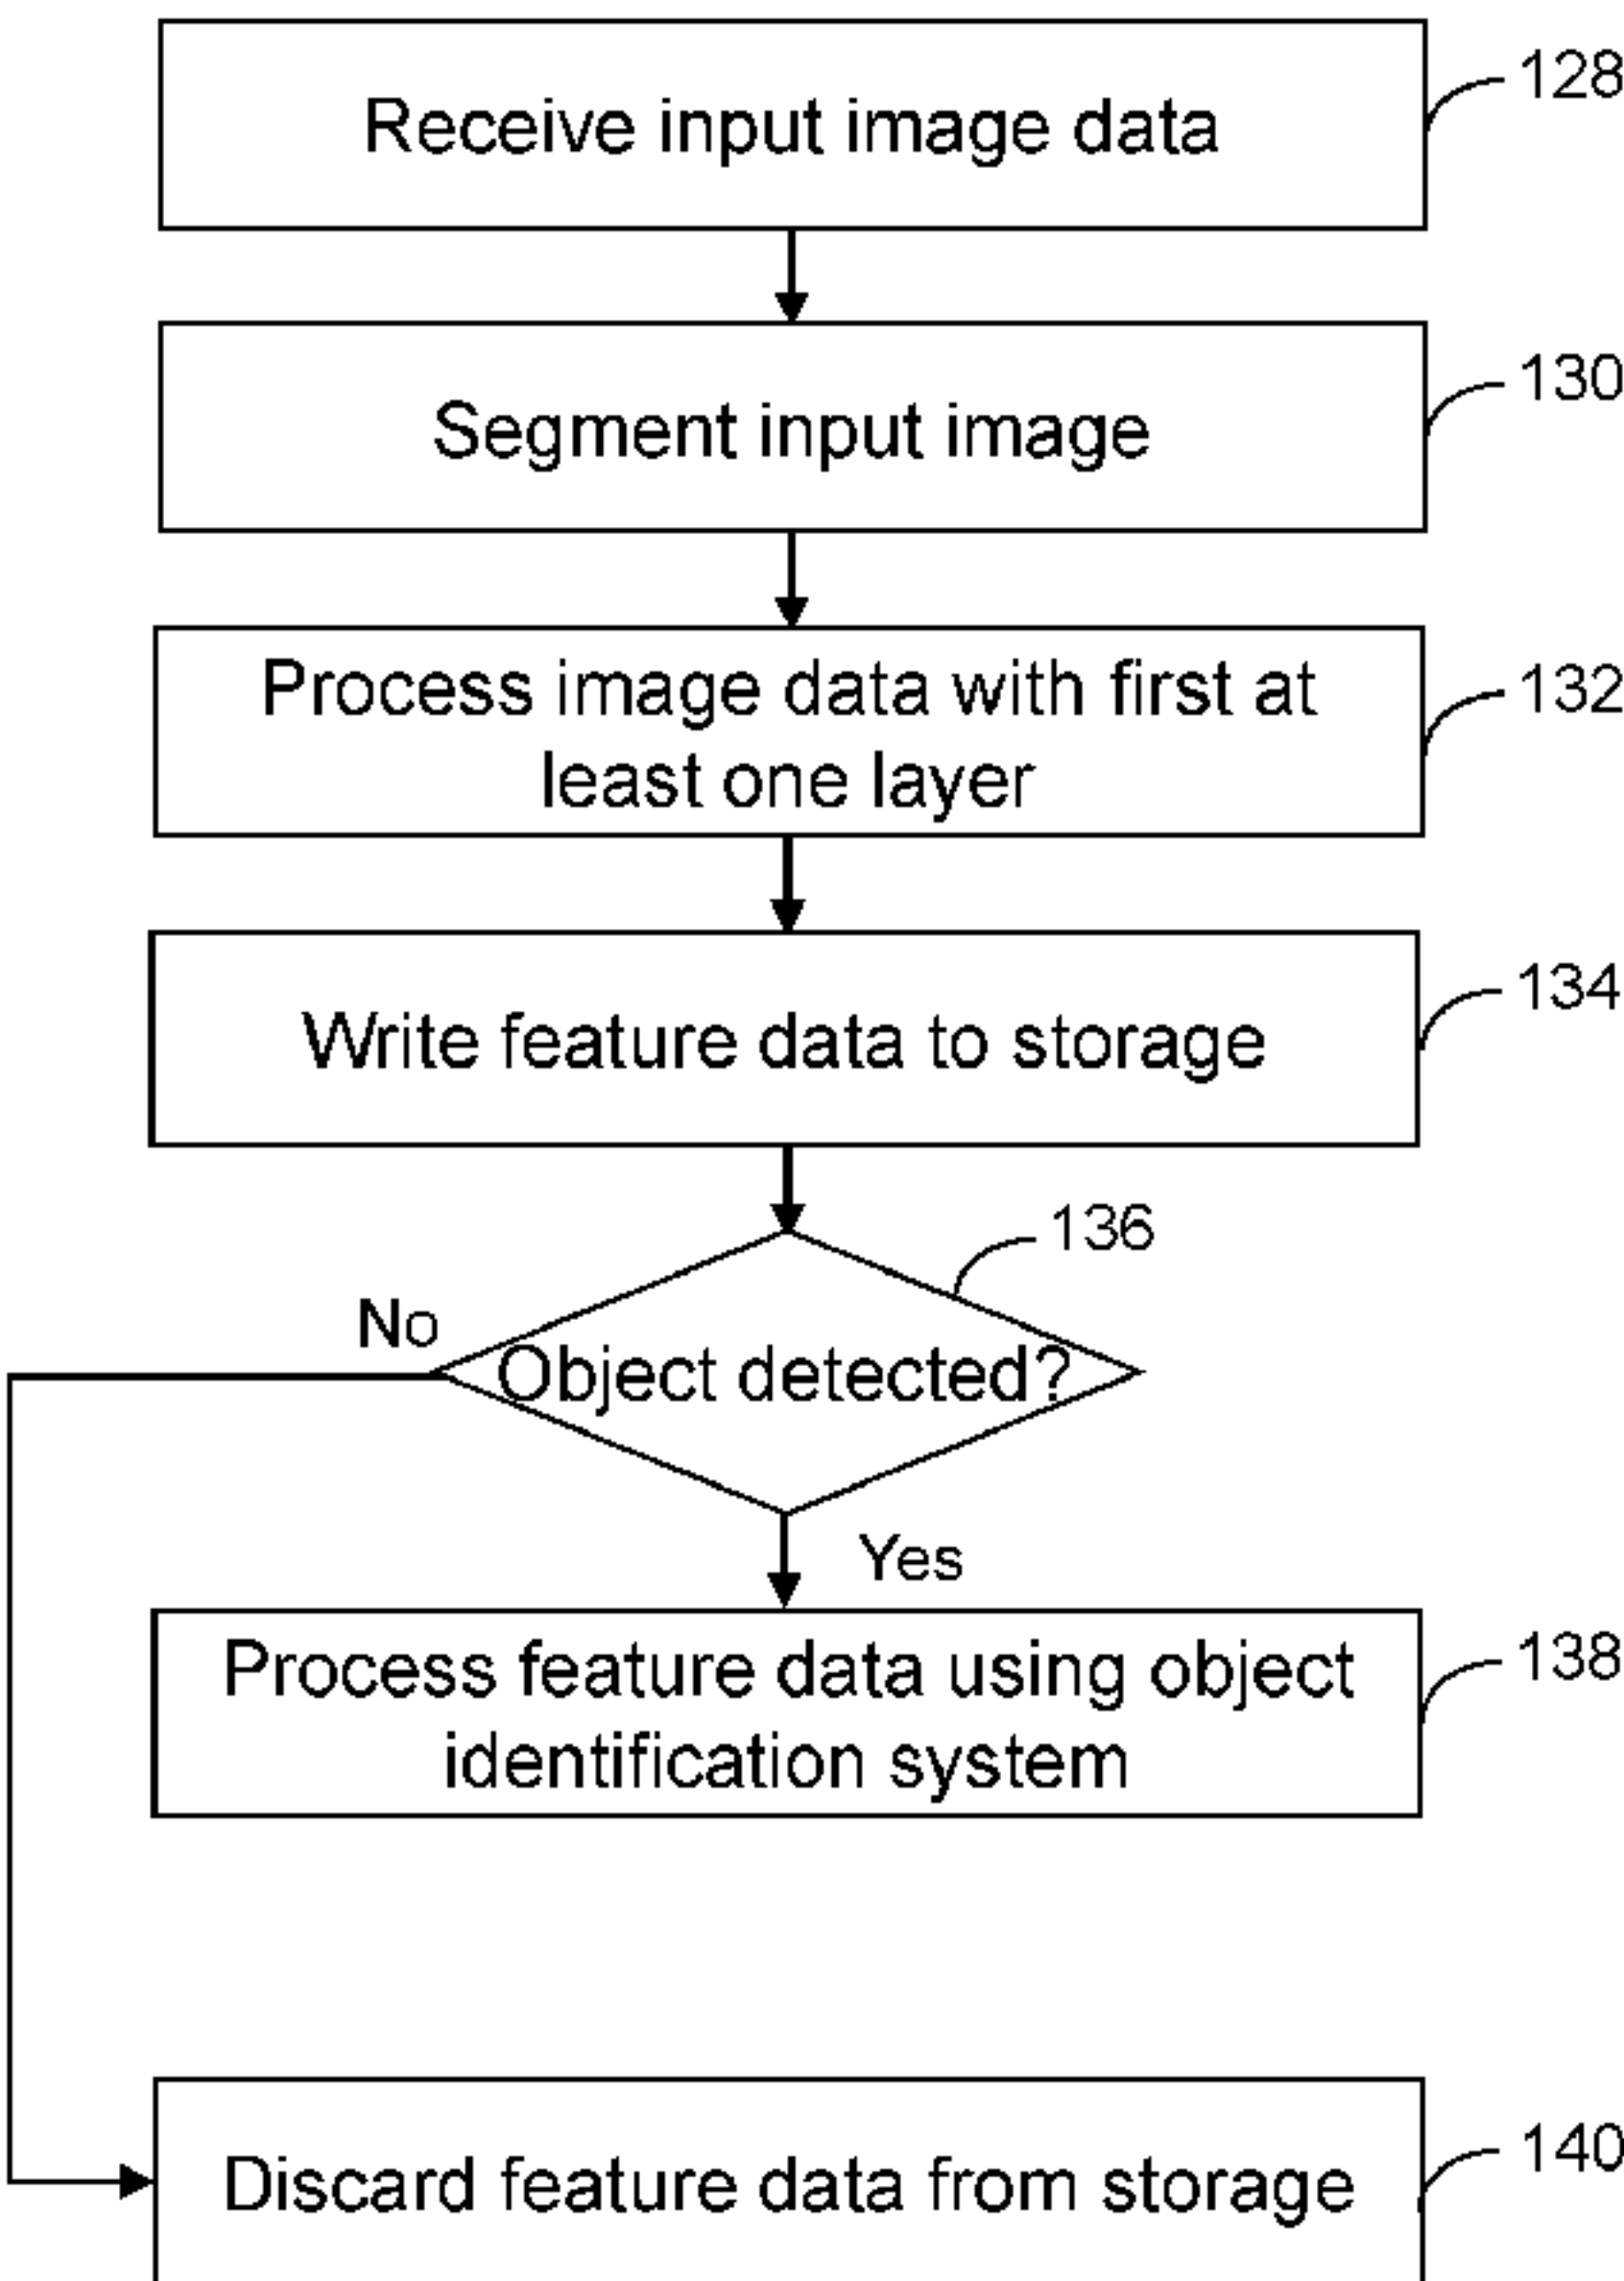 Receive input image data
128
Segment input image
130
Process image data with first at
least one layer
132
Write feature data to storage
134
136
No
Object detected?
Yes
Process feature data using object
identification system
138
Discard feature data from storage
140